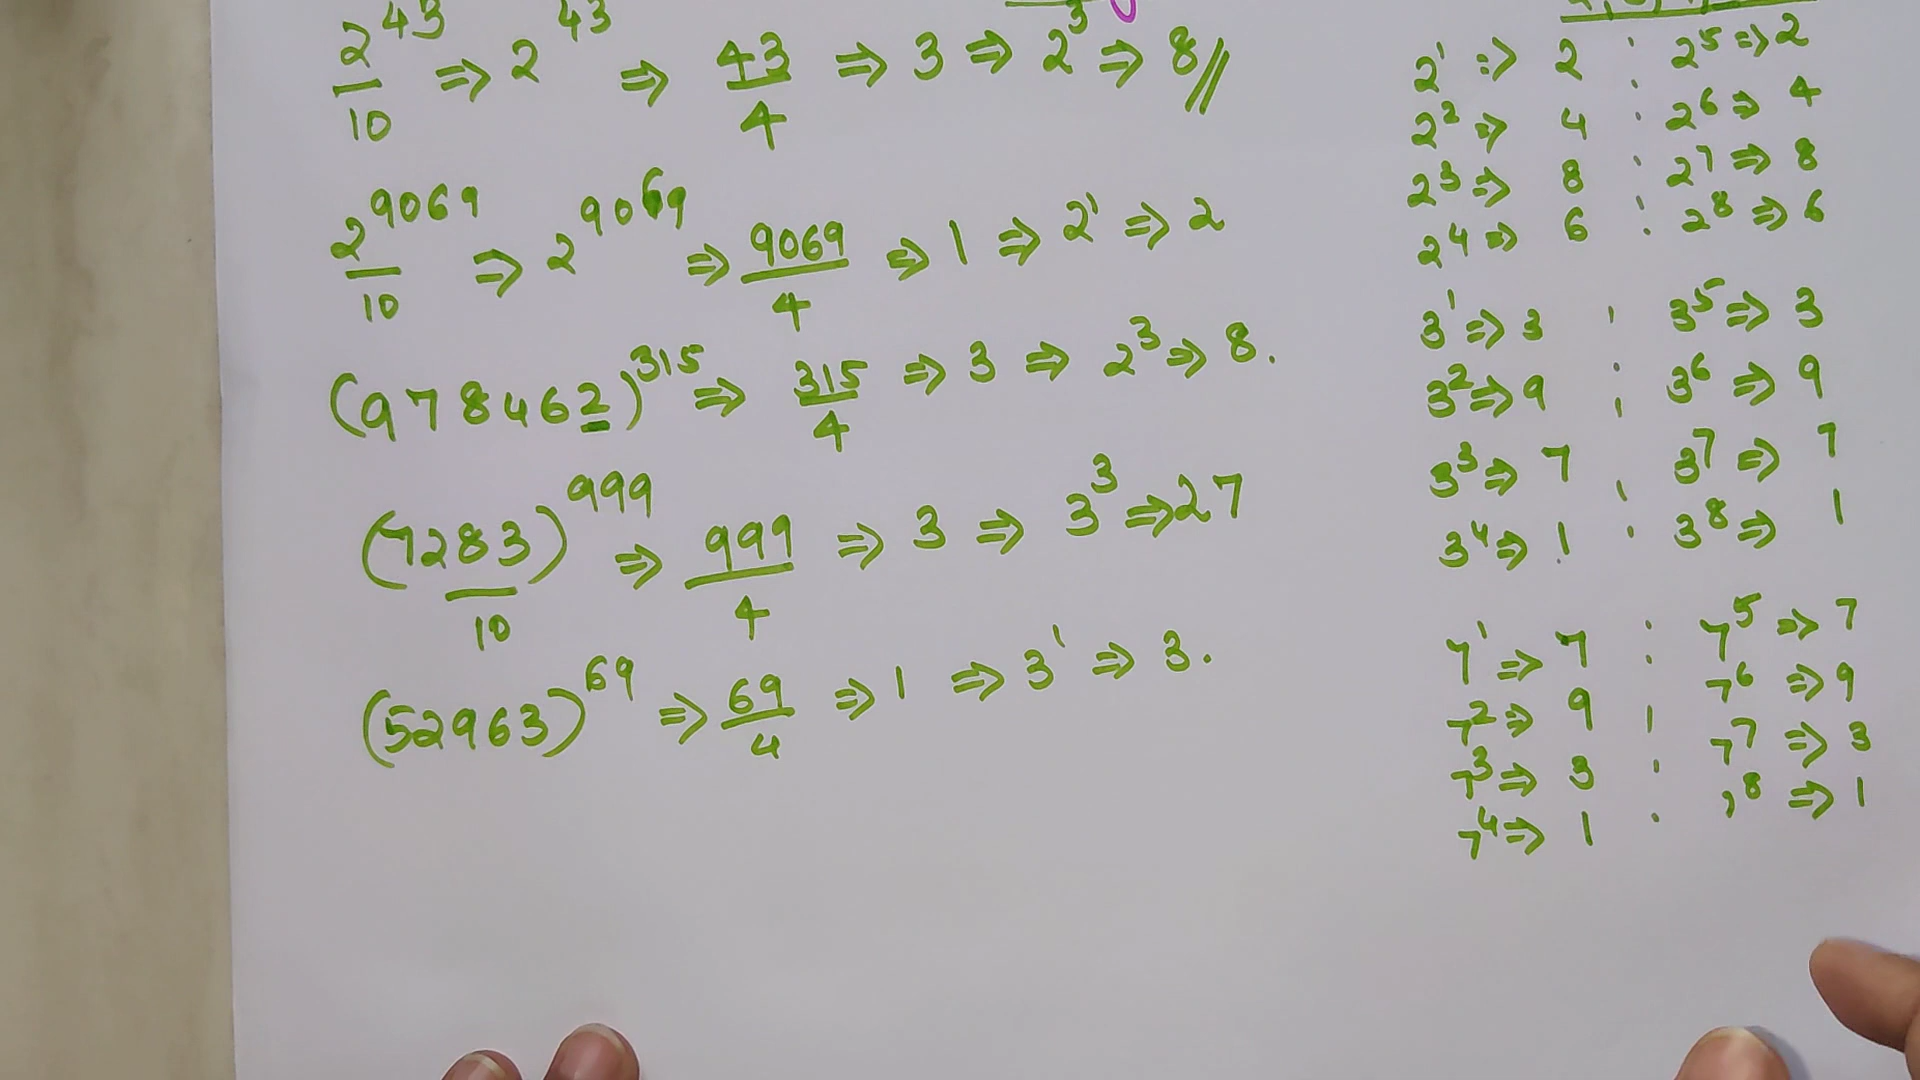 2^43/10 ⇒ 2^43 ⇒ 43/4 ⇒ 3 ⇒ 2^3 ⇒ 8//
2^9069/10 ⇒ 2^9069 ⇒ 9069/4 ⇒ 1 ⇒ 2^1 ⇒ 2
(978462)^315 ⇒ 315/4 ⇒ 3 ⇒ 2^3 ⇒ 8.
(7283)^999/10 ⇒ 999/4 ⇒ 3 ⇒ 3^3 ⇒ 27
(52963)^69 ⇒ 69/4 ⇒ 1 ⇒ 3^1 ⇒ 3.
2^1 ⇒ 2 : 2^5 ⇒ 2
2^2 ⇒ 4 : 2^6 ⇒ 4
2^3 ⇒ 8 : 2^7 ⇒ 8
2^4 ⇒ 6 : 2^8 ⇒ 6
3^1 ⇒ 3 : 3^5 ⇒ 3
3^2 ⇒ 9 : 3^6 ⇒ 9
3^3 ⇒ 7 : 3^7 ⇒ 7
3^4 ⇒ 1 : 3^8 ⇒ 1
7^1 ⇒ 7 : 7^5 ⇒ 7
7^2 ⇒ 9 : 7^6 ⇒ 9
7^3 ⇒ 3 : 7^7 ⇒ 3
7^4 ⇒ 1 : 7^8 ⇒ 1